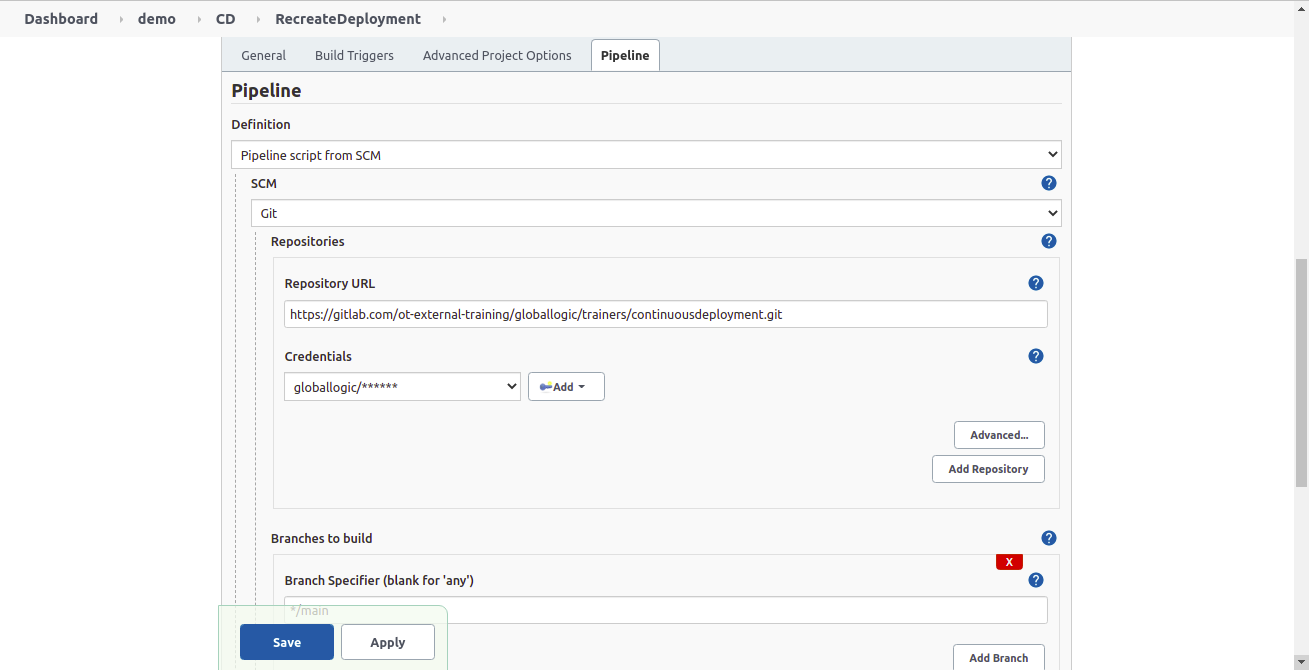 Dashboard demo CD RecreateDeployment
General Build Triggers Advanced Project Options Pipeline
Pipeline
Definition
Pipeline script from SCM
SCM ?
Git
Repositories ?
Repository URL ?
https://gitlab.com/ot-external-training/globallogic/trainers/continuousdeployment.git
Credentials ?
globallogic/****** Add
Advanced...
Add Repository
Branches to build ?
X
Branch Specifier (blank for 'any') ?
*/main
Save Apply
Add Branch